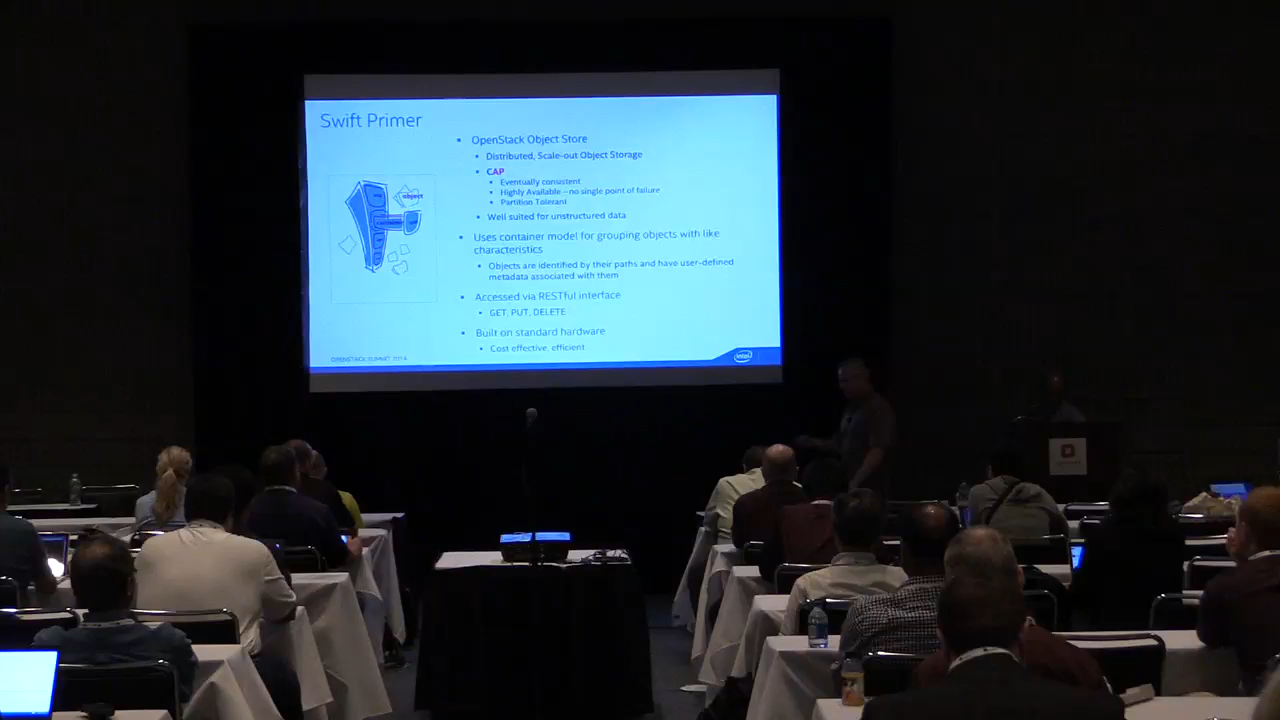 Swift Primer
OpenStack Object Store
Distributed, Scale-out Object Storage
CAP
Eventually consistent
Highly Available – no single point of failure
Partition Tolerant
Well suited for unstructured data
Uses container model for grouping objects with like
characteristics
Objects are identified by their paths and have user-defined
metadata associated with them
Accessed via RESTful interface
GET, PUT, DELETE
Built on standard hardware
Cost effective, efficient
object
OPENSTACK SUMMIT 2014
intel